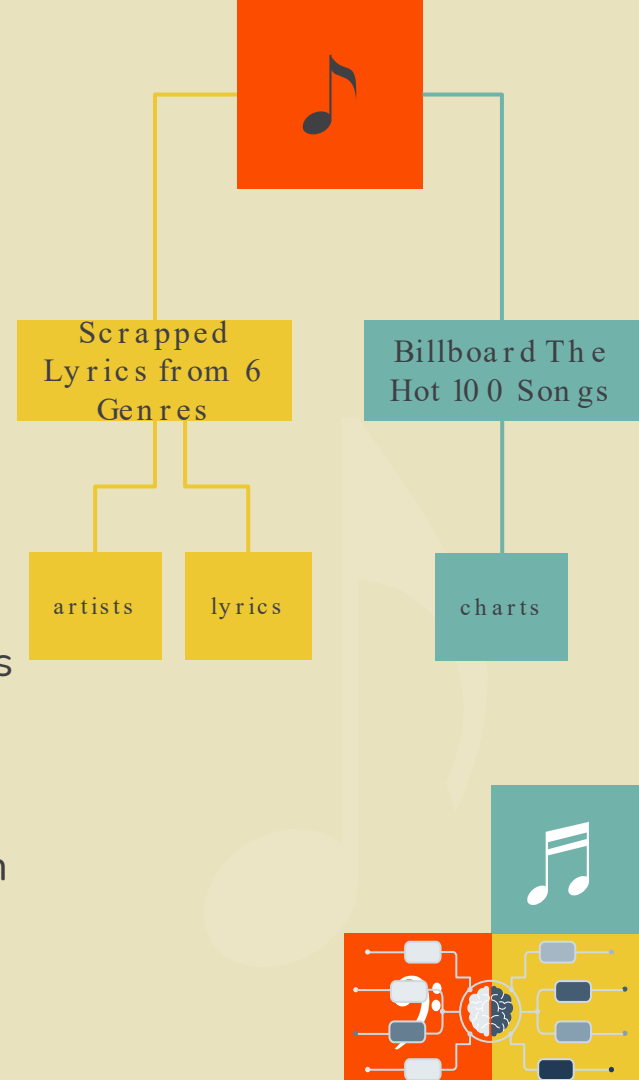 Scrapped
Lyrics from 6
Genres
Billboard The
Hot 100 Songs
artists
lyrics
charts
s
n